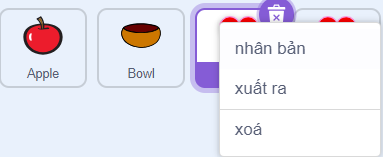 nhân bản
xuất ra
xoá
Apple
Bowl